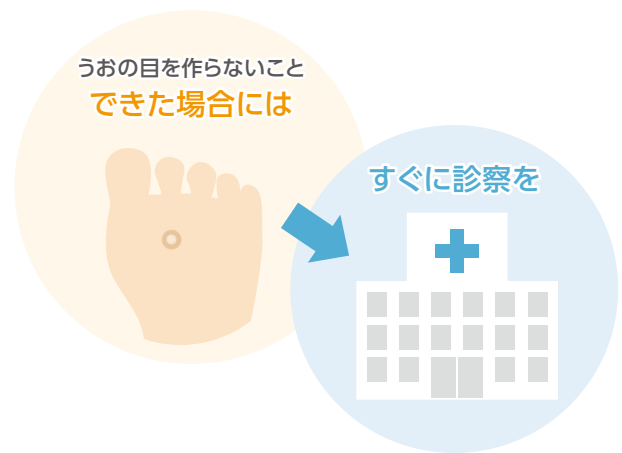 うおの目を作らないこと
できた場合には
すぐに診察を